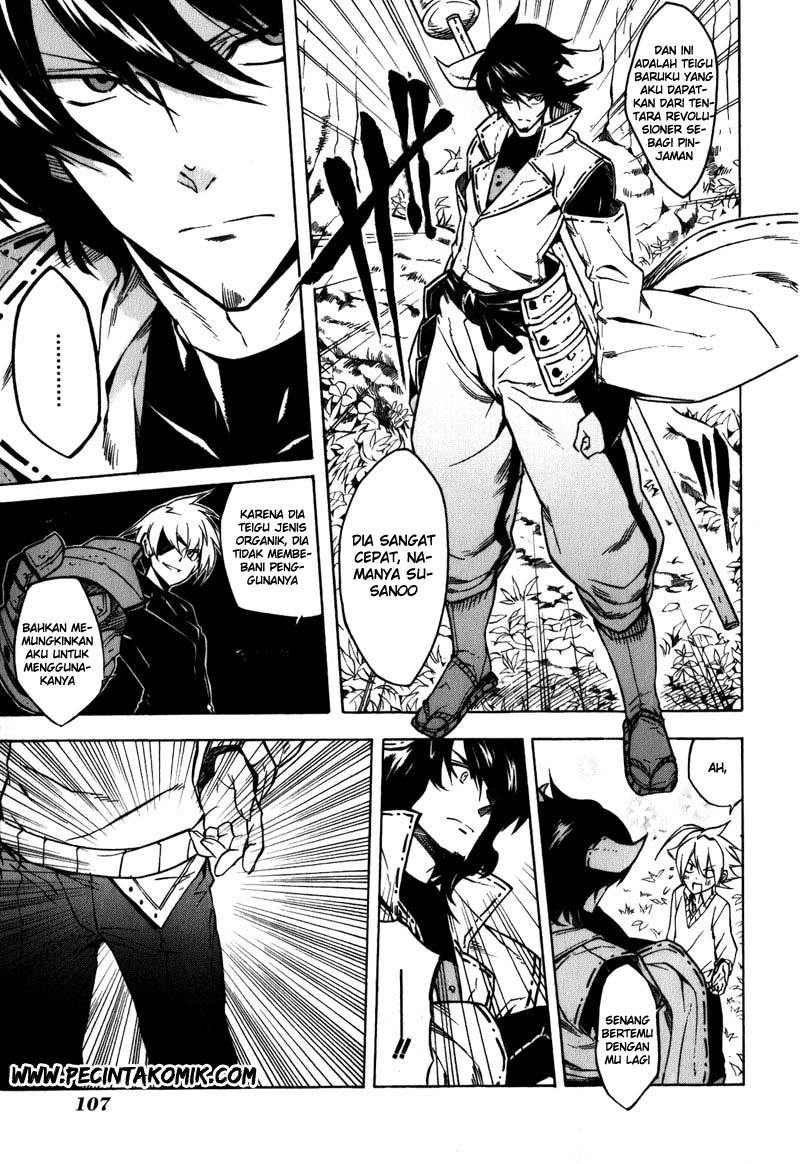 DAN INI
ADALAH TEIGU
BARUKU YANG
AKU DAPAT-
KAN DARI TEN-
TARA REVOLU-
SIONER SE-
BAGI PIN-
JAMAN
DIA SANGAT
CEPAT, NA-
MANYA SU-
SANOO
.........
KARENA DIA
TEIGU JENIS
ORGANIK, DIA
TIDAK MEMBE-
BANI PENG-
GUNANYA
BAHKAN ME-
MUNGKINKAN
AKU UNTUK
MENGGUNA-
KANYA
AH,
SENANG
BERTEMU
DENGAN
MU LAGI
...!!
WWW.PECINTAKOMIK.COM
107